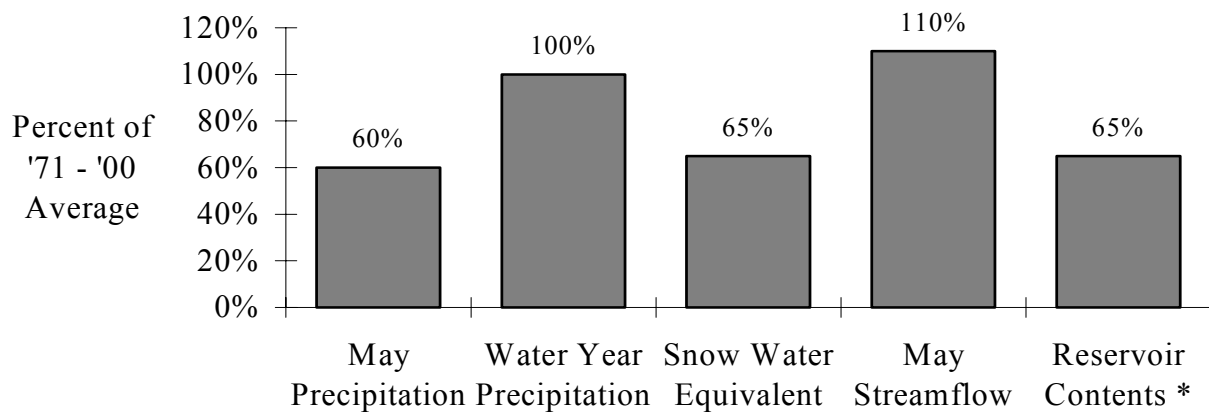 120%
100%
80%
60%
40%
20%
0%
Percent of
'71 - '00
Average
60%
100%
65%
110%
65%
May
Precipitation
Water Year
Precipitation
Snow Water
Equivalent
May
Streamflow
Reservoir
Contents *